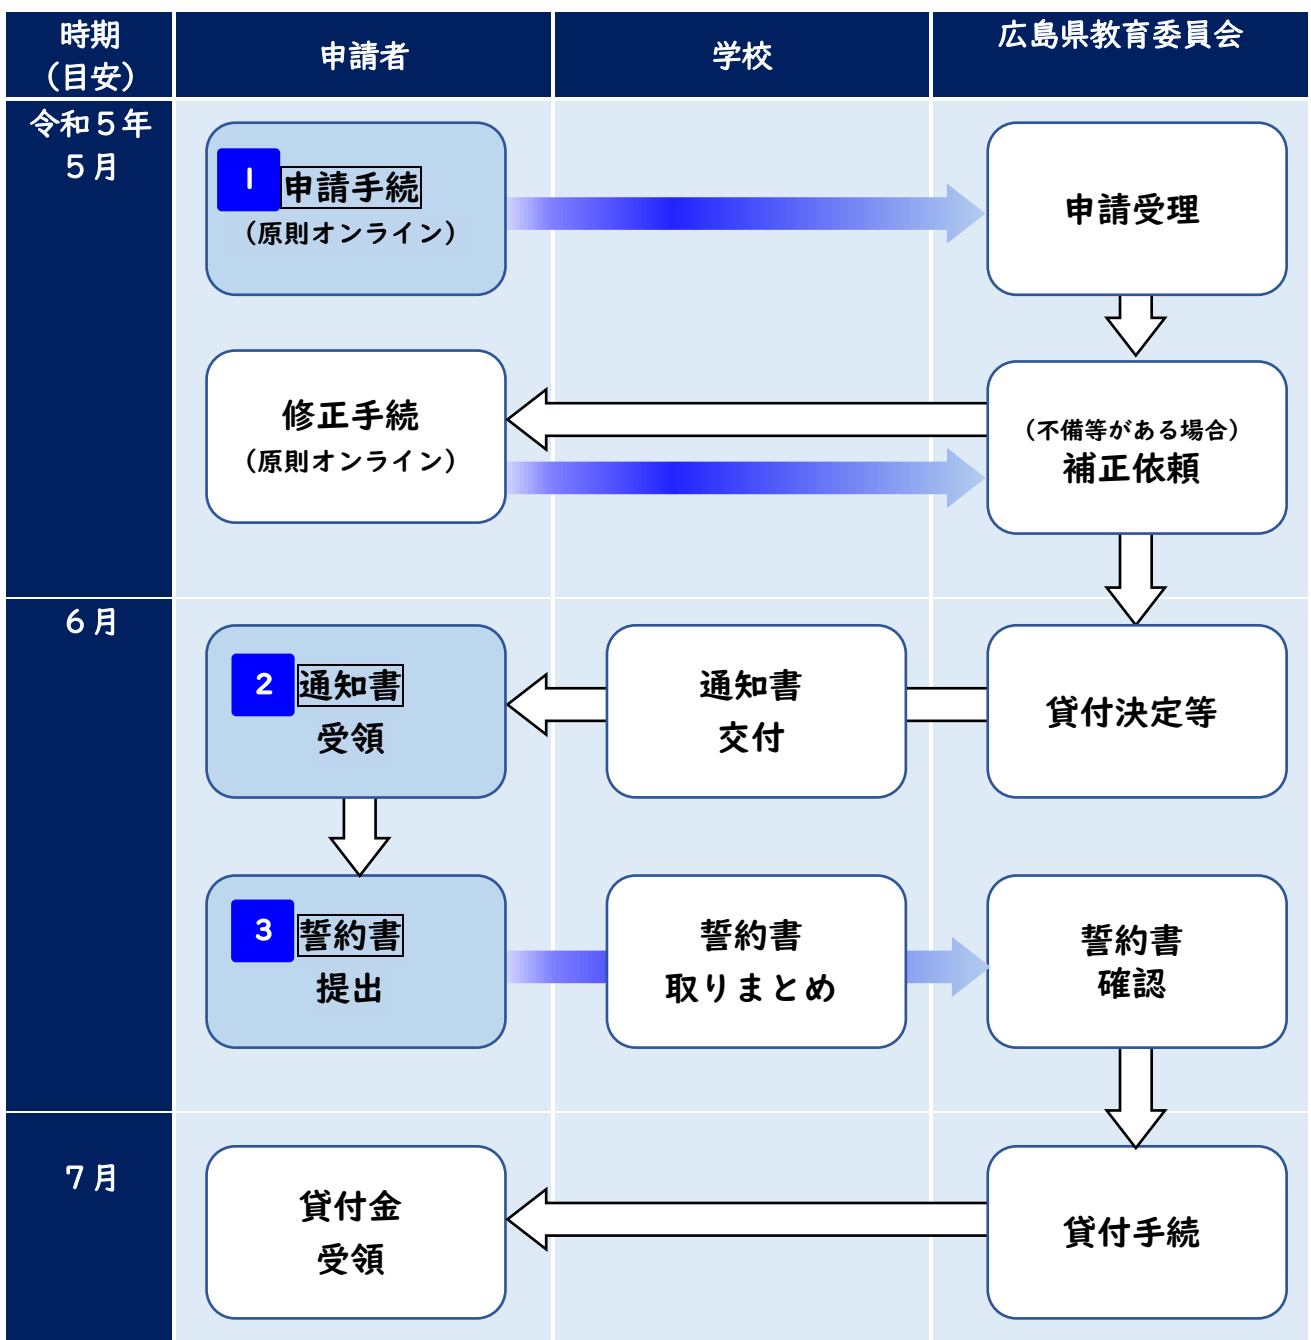 時期
（目安）
申請者
学校
広島県教育委員会
令和５年
５月
1
申請手続
（原則オンライン）
申請受理
修正手続
（原則オンライン）
（不備等がある場合）
補正依頼
６月
2
通知書
受領
通知書
交付
貸付決定等
3
誓約書
提出
誓約書
取りまとめ
誓約書
確認
７月
貸付金
受領
貸付手続